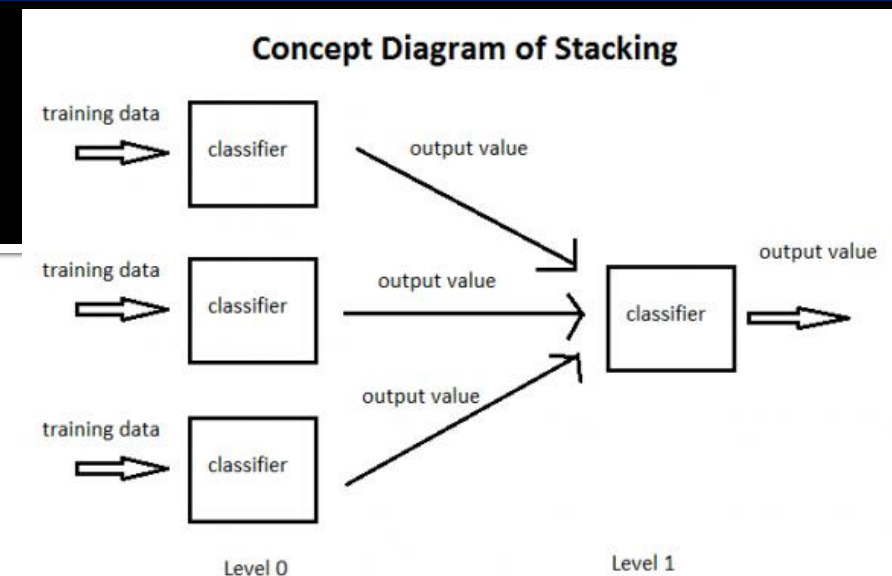 Concept Diagram of Stacking
training data
classifier
output value
training data
classifier
output value
output value
classifier
output value
training data
classifier
Level 0
Level 1